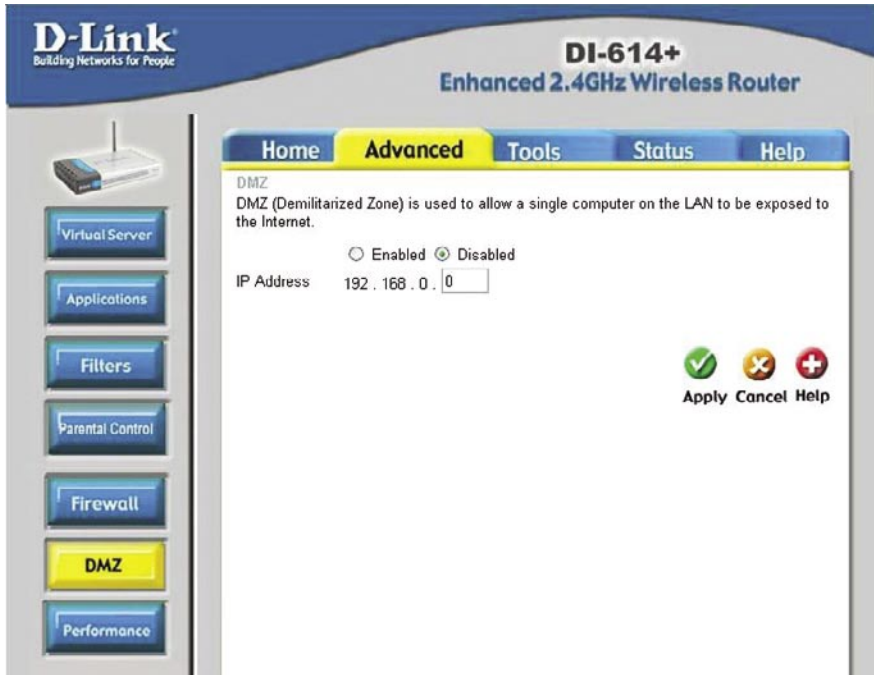 D-Link
Building Networks for People
DI-614+
Enhanced 2.4GHz Wireless Router
Home Advanced Tools Status Help
Virtual Server
Applications
Filters
Parental Control
Firewall
DMZ
Performance
DMZ
DMZ (Demilitarized Zone) is used to allow a single computer on the LAN to be exposed to
the Internet.
Enabled Disabled
IP Address 192 . 168 . 0 . 0
Apply Cancel Help